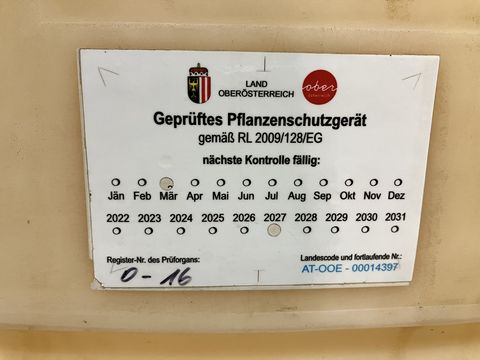 LAND
OBERÖSTERREICH
ober
österreich
Geprüftes Pflanzenschutzgerät
gemäß RL 2009/128/EG
nächste Kontrolle fällig:
Jän Feb Mär Apr Mai Jun Jul Aug Sep Okt Nov Dez
2022 2023 2024 2025 2026 2027 2028 2029 2030 2031
Register-Nr. des Prüforgans:
O-16
Landescode und fortlaufende Nr.:
AT-OOE - 00014397